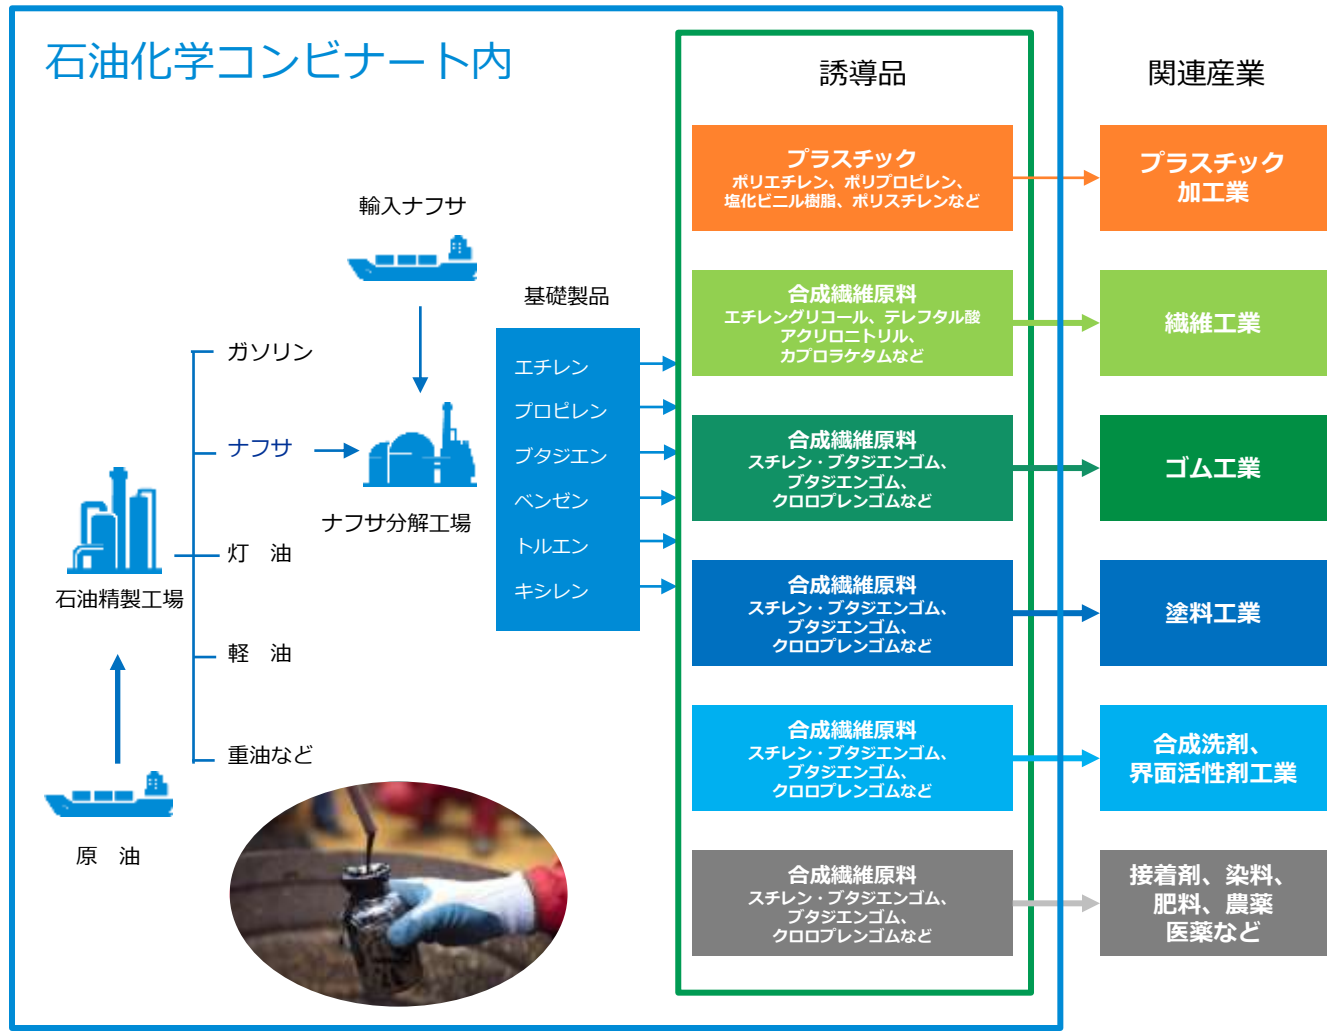 石油化学コンビナート内
誘導品
関連産業
輸入ナフサ
ガソリン
ナフサ
灯　油
軽　油
重油など
石油精製工場
原　油
ナフサ分解工場
基礎製品
エチレン
プロピレン
ブタジエン
ベンゼン
トルエン
キシレン
プラスチック
ポリエチレン、ポリプロピレン、
塩化ビニル樹脂、ポリスチレンなど
プラスチック
加工業
合成繊維原料
エチレングリコール、テレフタル酸
アクリロニトリル、
カプロラケタムなど
繊維工業
合成繊維原料
スチレン・ブタジエンゴム、
ブタジエンゴム、
クロロプレンゴムなど
ゴム工業
合成繊維原料
スチレン・ブタジエンゴム、
ブタジエンゴム、
クロロプレンゴムなど
塗料工業
合成繊維原料
スチレン・ブタジエンゴム、
ブタジエンゴム、
クロロプレンゴムなど
合成洗剤、
界面活性剤工業
合成繊維原料
スチレン・ブタジエンゴム、
ブタジエンゴム、
クロロプレンゴムなど
接着剤、染料、
肥料、農薬
医薬など